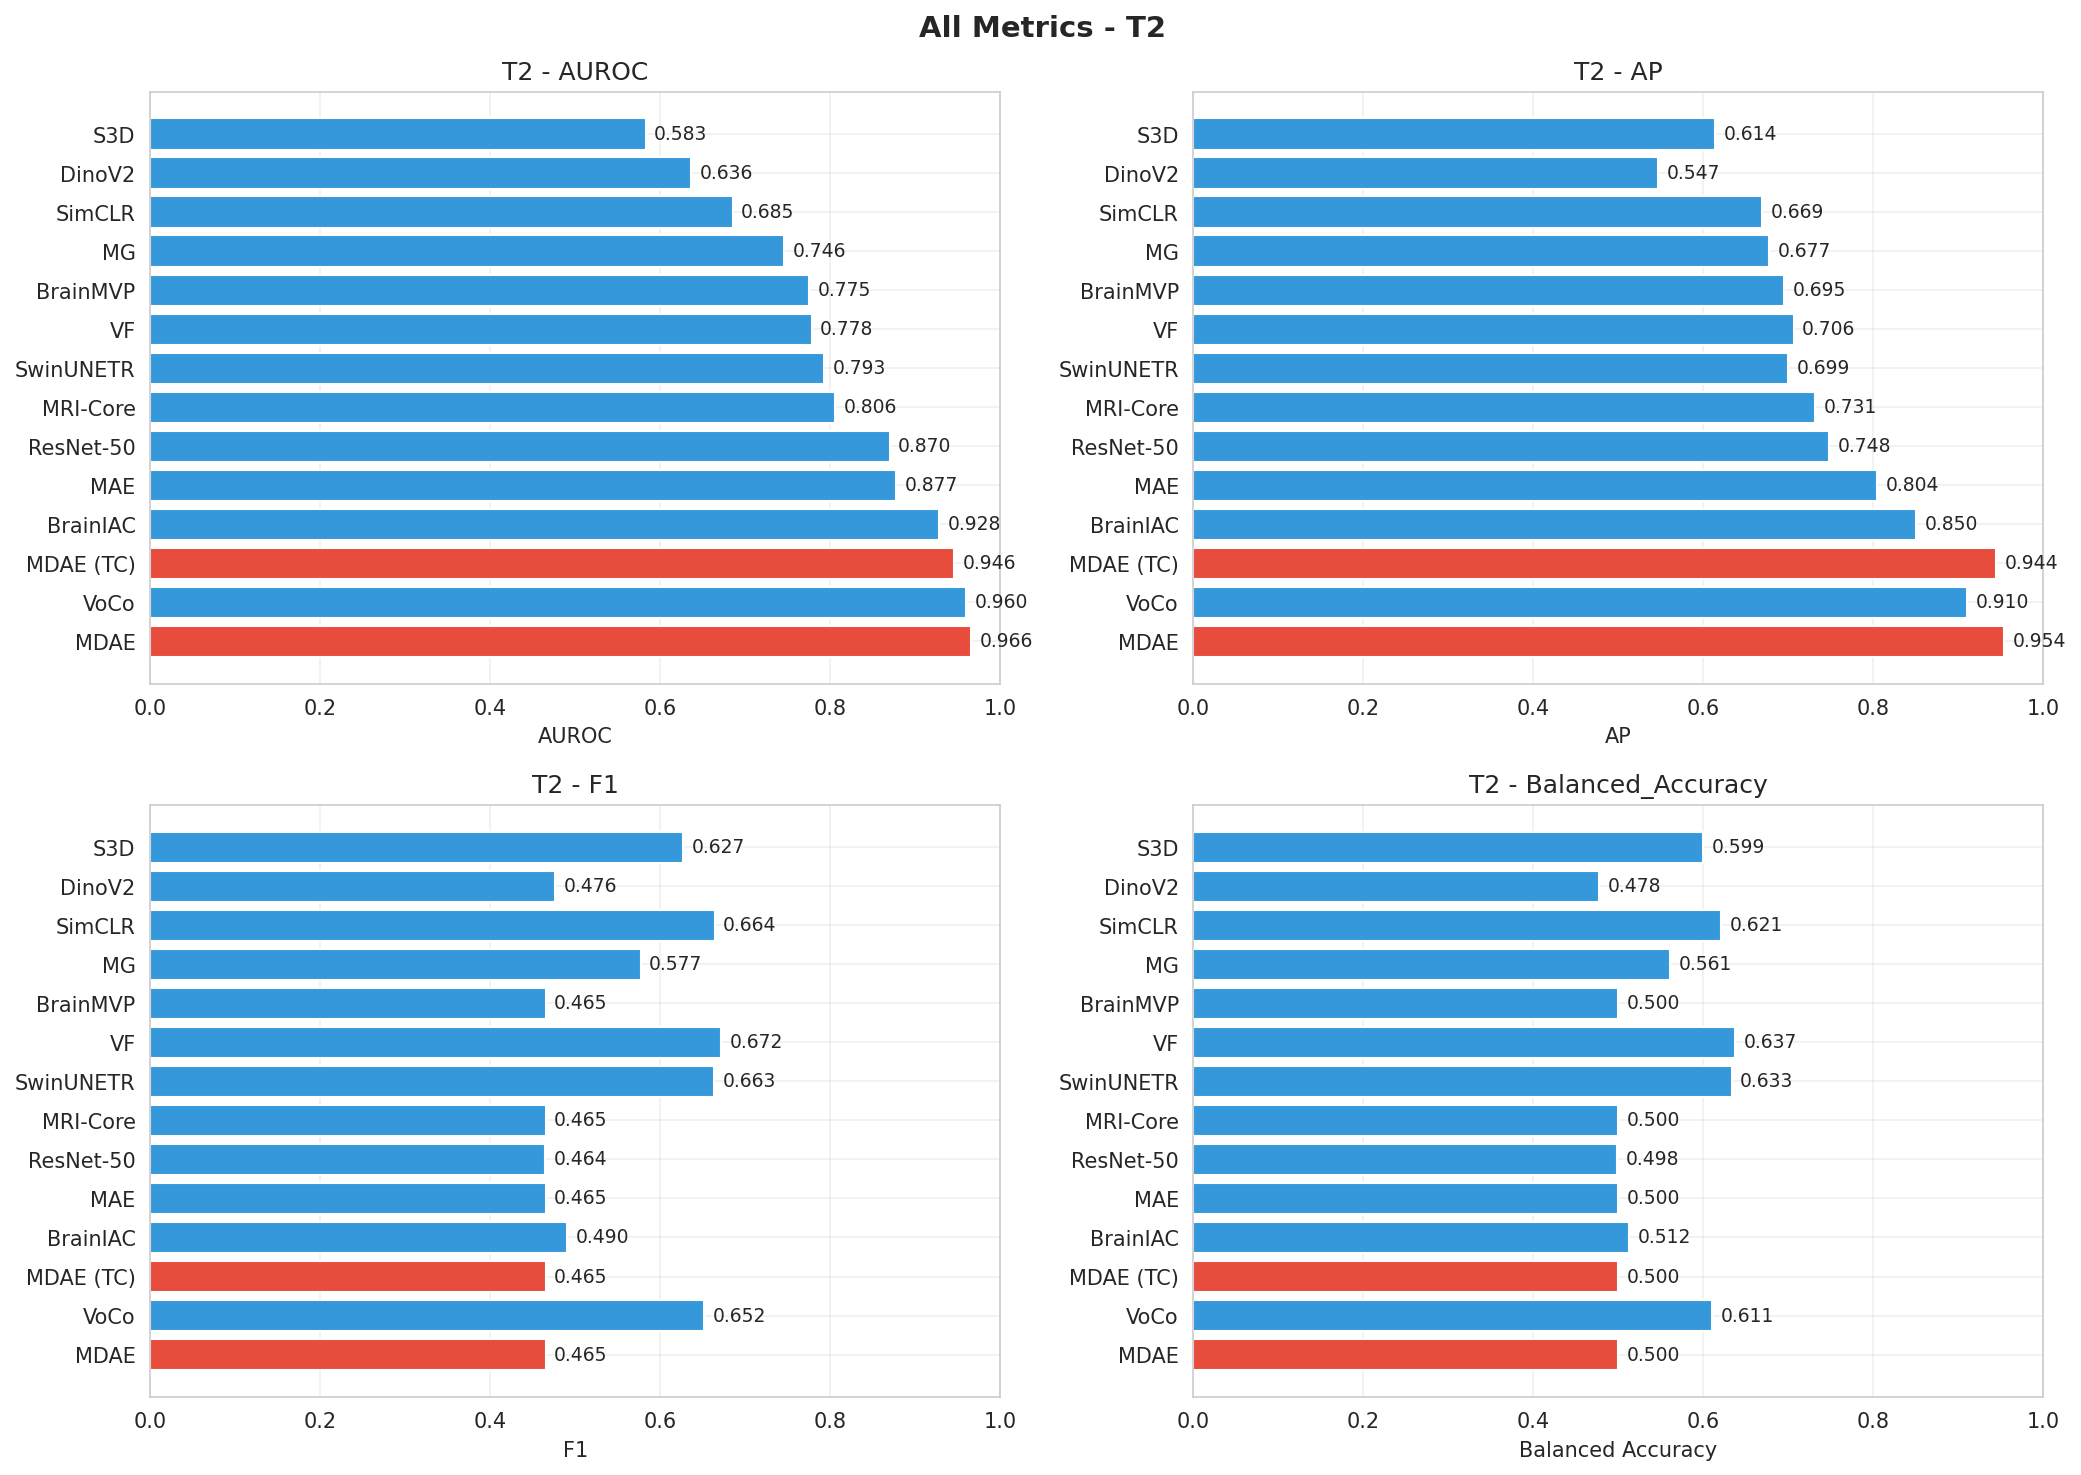 All Metrics - T2
T2 - AUROC
S3D 0.583
DinoV2 0.636
SimCLR 0.685
MG 0.746
BrainMVP 0.775
VF 0.778
SwinUNETR 0.793
MRI-Core 0.806
ResNet-50 0.870
MAE 0.877
BrainIAC 0.928
MDAE (TC) 0.946
VoCo 0.960
MDAE 0.966
0.0 0.2 0.4 0.6 0.8 1.0
AUROC
T2 - AP
S3D 0.614
DinoV2 0.547
SimCLR 0.669
MG 0.677
BrainMVP 0.695
VF 0.706
SwinUNETR 0.699
MRI-Core 0.731
ResNet-50 0.748
MAE 0.804
BrainIAC 0.850
MDAE (TC) 0.944
VoCo 0.910
MDAE 0.954
0.0 0.2 0.4 0.6 0.8 1.0
AP
T2 - F1
S3D 0.627
DinoV2 0.476
SimCLR 0.664
MG 0.577
BrainMVP 0.465
VF 0.672
SwinUNETR 0.663
MRI-Core 0.465
ResNet-50 0.464
MAE 0.465
BrainIAC 0.490
MDAE (TC) 0.465
VoCo 0.652
MDAE 0.465
0.0 0.2 0.4 0.6 0.8 1.0
F1
T2 - Balanced_Accuracy
S3D 0.599
DinoV2 0.478
SimCLR 0.621
MG 0.561
BrainMVP 0.500
VF 0.637
SwinUNETR 0.633
MRI-Core 0.500
ResNet-50 0.498
MAE 0.500
BrainIAC 0.512
MDAE (TC) 0.500
VoCo 0.611
MDAE 0.500
0.0 0.2 0.4 0.6 0.8 1.0
Balanced Accuracy